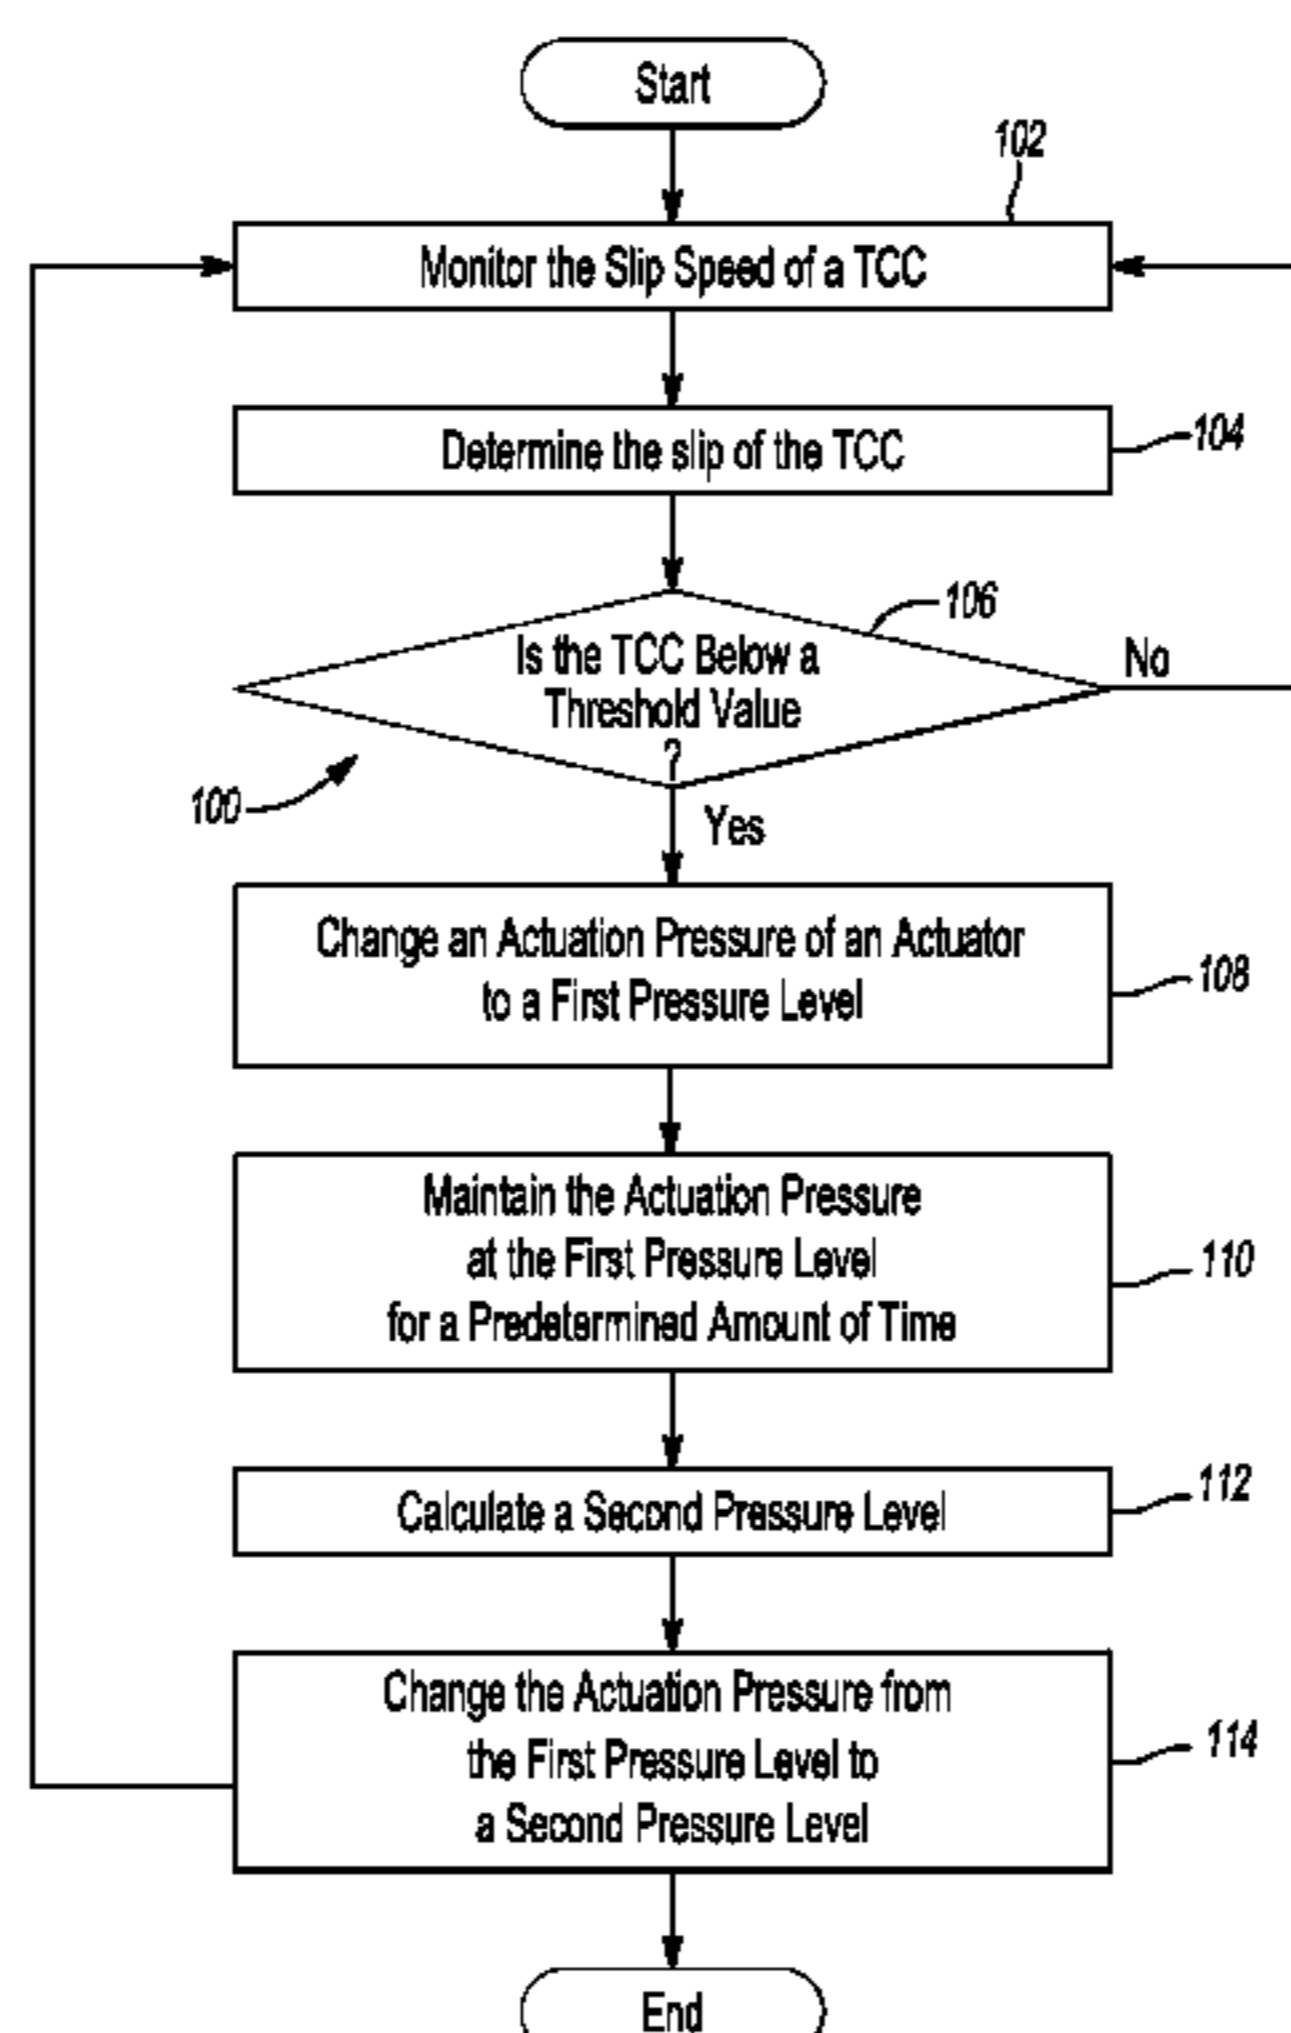 Start
102
Monitor the Slip Speed of a TCC
Determine the slip of the TCC
104
106
Is the TCC Below a
Threshold Value
?
No
100
Yes
Change an Actuation Pressure of an Actuator
to a First Pressure Level
108
Maintain the Actuation Pressure
at the First Pressure Level
for a Predetermined Amount of Time
110
Calculate a Second Pressure Level
112
Change the Actuation Pressure from
the First Pressure Level to
a Second Pressure Level
114
End